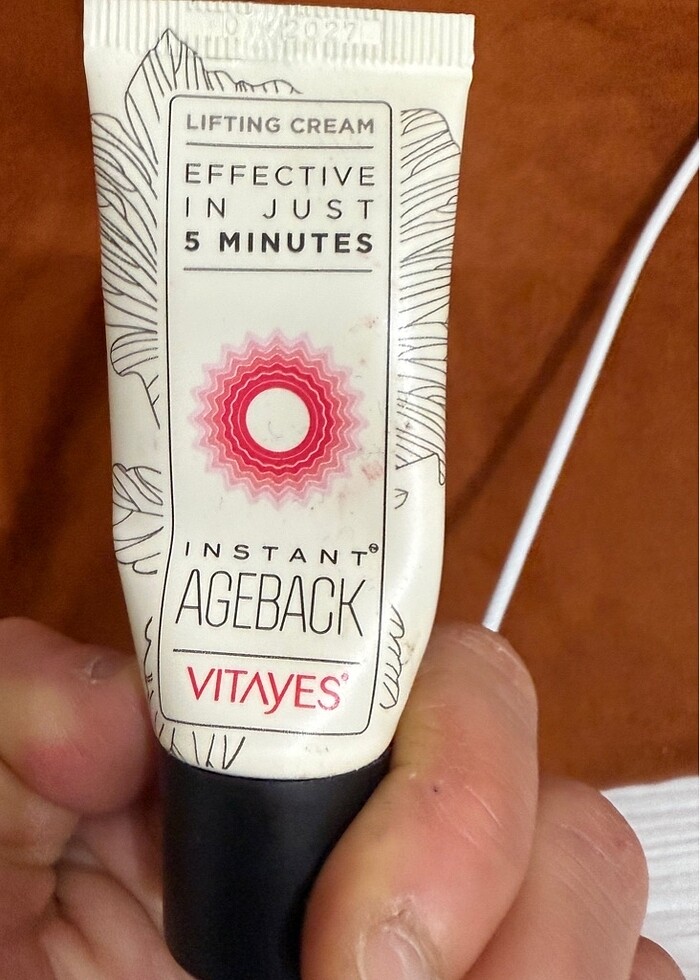 LIFTING CREAM
EFFECTIVE
IN JUST
5 MINUTES
INSTANT
AGEBACK
VITAYES®